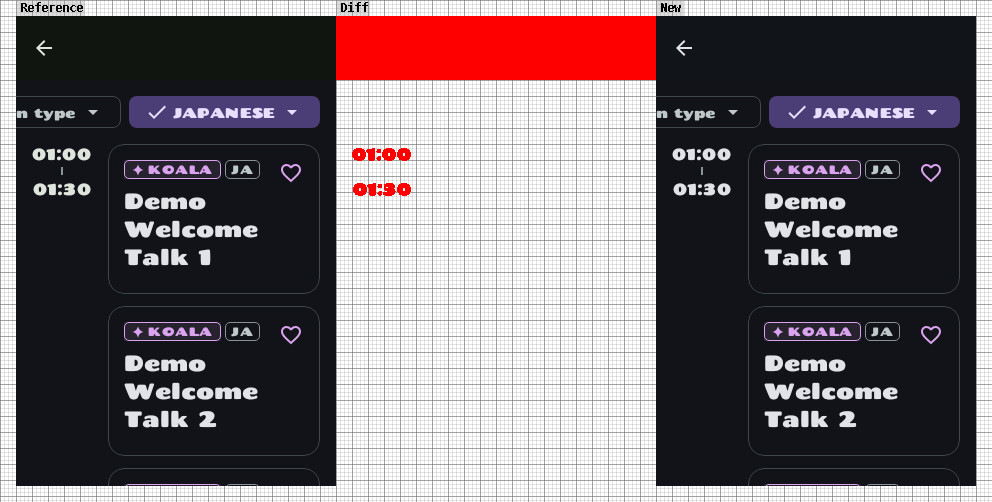 Reference
n type
JAPANESE
01:00
01:30
KOALA
JA
Demo
Welcome
Talk 1
KOALA
JA
Demo
Welcome
Talk 2
Diff
01:00
01:30
New
n type
JAPANESE
01:00
01:30
KOALA
JA
Demo
Welcome
Talk 1
KOALA
JA
Demo
Welcome
Talk 2